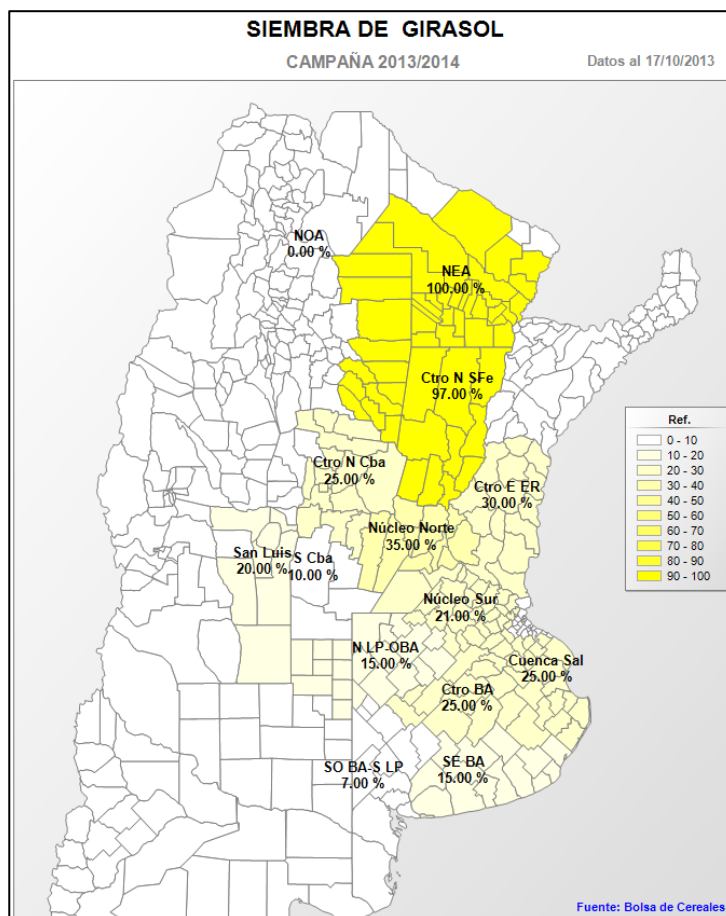 SIEMBRA DE GIRASOL
CAMPAÑA 2013/2014
Datos al 17/10/2013
NOA
0.00 %
NEA
100.00 %
Ctro N SFe
97.00 %
Ctro N Cba
25.00 %
Ctro E ER
30.00 %
Núcleo Norte
35.00 %
San Luis
20.00 %
S Cba
10.00 %
Núcleo Sur
21.00 %
N LP-OBA
15.00 %
Cuenca Sal
25.00 %
Ctro BA
25.00 %
SO BA-S LP
7.00 %
SE BA
15.00 %
Ref.
0 - 10
10 - 20
20 - 30
30 - 40
40 - 50
50 - 60
60 - 70
70 - 80
80 - 90
90 - 100
Fuente: Bolsa de Cereales